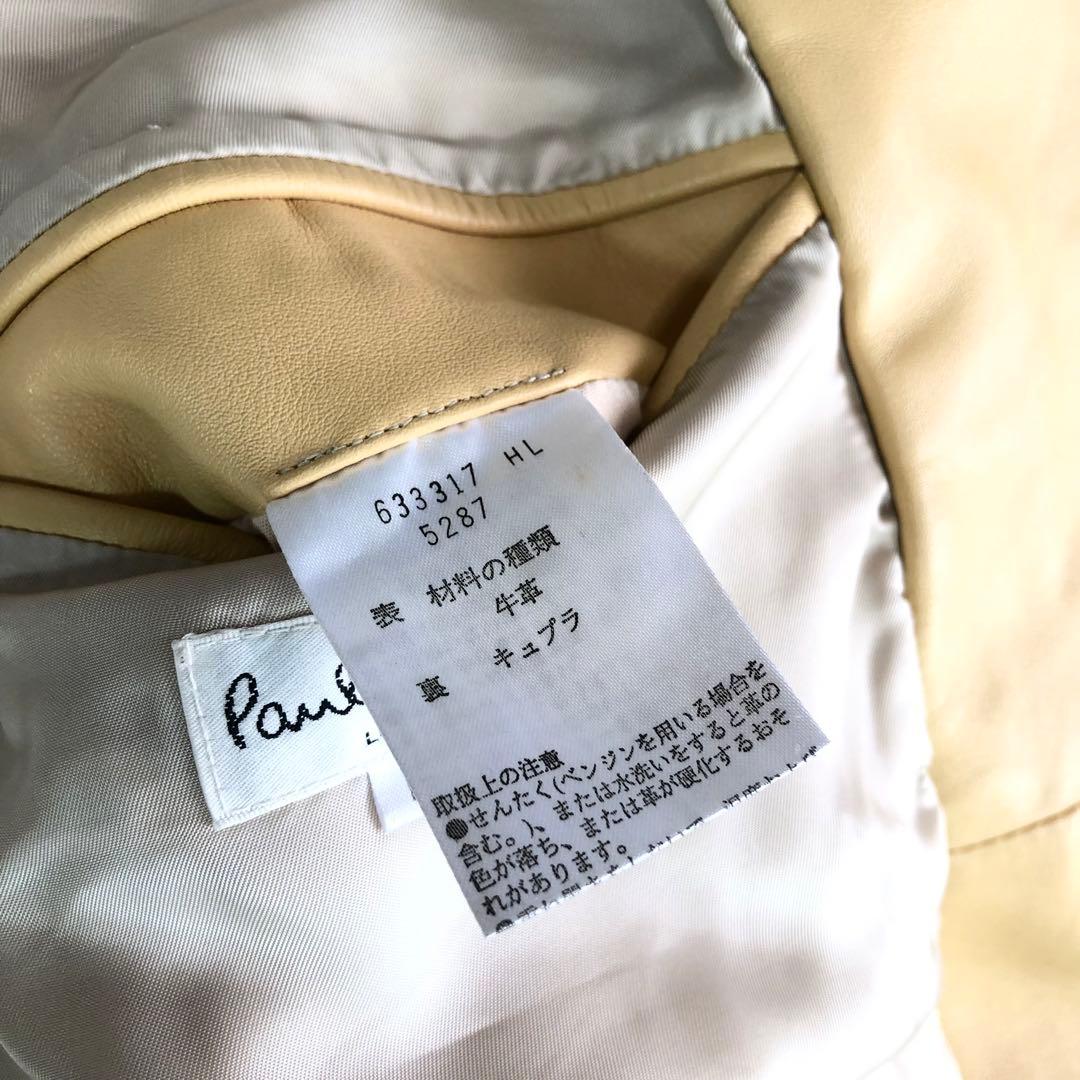 633317 HL
5287
材料の種類
表 牛革
裏 キュプラ
取扱上の注意
●せんたく(ベンジンを用いる場合を
含む。)、または水洗いをすると革の
色が落ち、または革が硬化するおそ
れがあります。
Paul
L